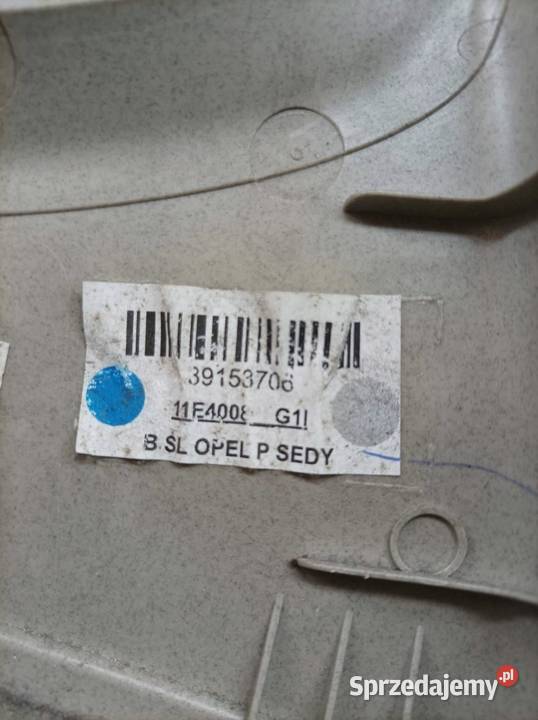 39153706
11E4008 G1I
B.SL OPEL P SEDY
Sprzedajemy.pl